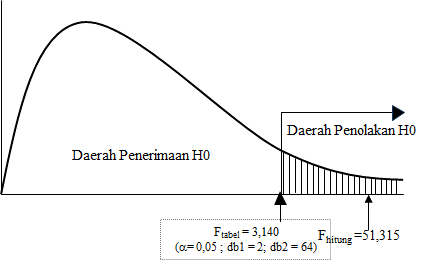 Daerah Penolakan H0
Daerah Penerimaan H0
Ftabel = 3,140
(α= 0,05 ; db1 = 2; db2 = 64)
Fhitung =51,315